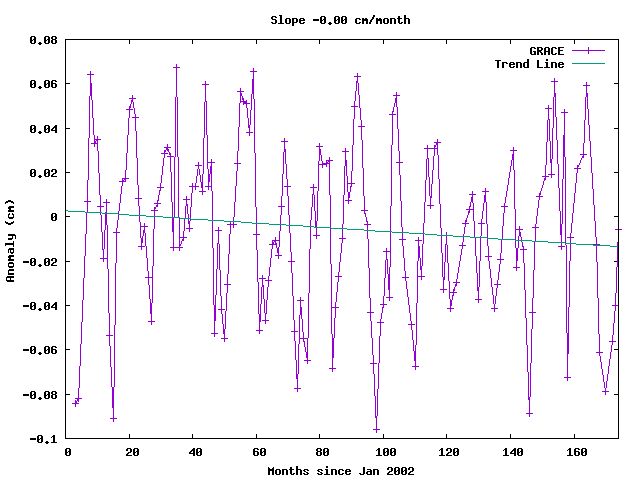 Slope -0.00 cm/month
GRACE
Trend Line
0.08
0.06
0.04
0.02
0
-0.02
-0.04
-0.06
-0.08
-0.1
Anomaly (cm)
0 20 40 60 80 100 120 140 160
Months since Jan 2002